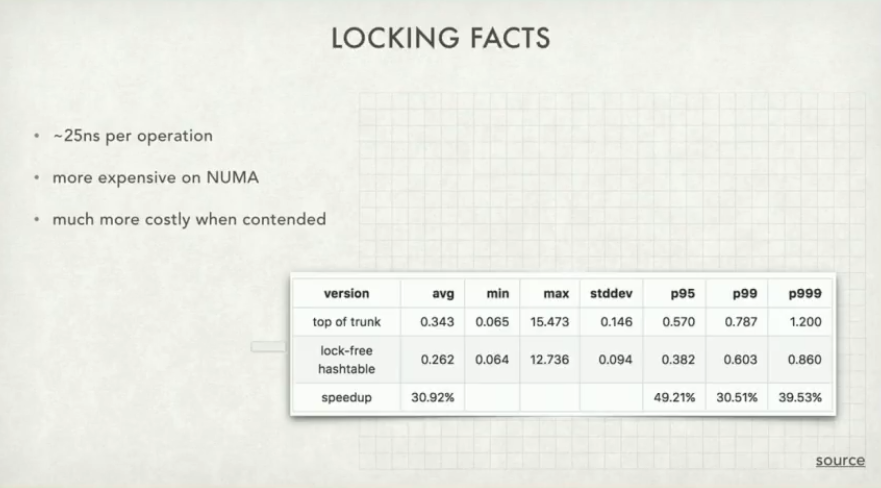 LOCKING FACTS
• ~25ns per operation
• more expensive on NUMA
• much more costly when contended
version avg min max stddev p95 p99 p999
top of trunk 0.343 0.065 15.473 0.146 0.570 0.787 1.200
lock-free
hashtable 0.262 0.064 12.736 0.094 0.382 0.603 0.860
speedup 30.92% 49.21% 30.51% 39.53%
source